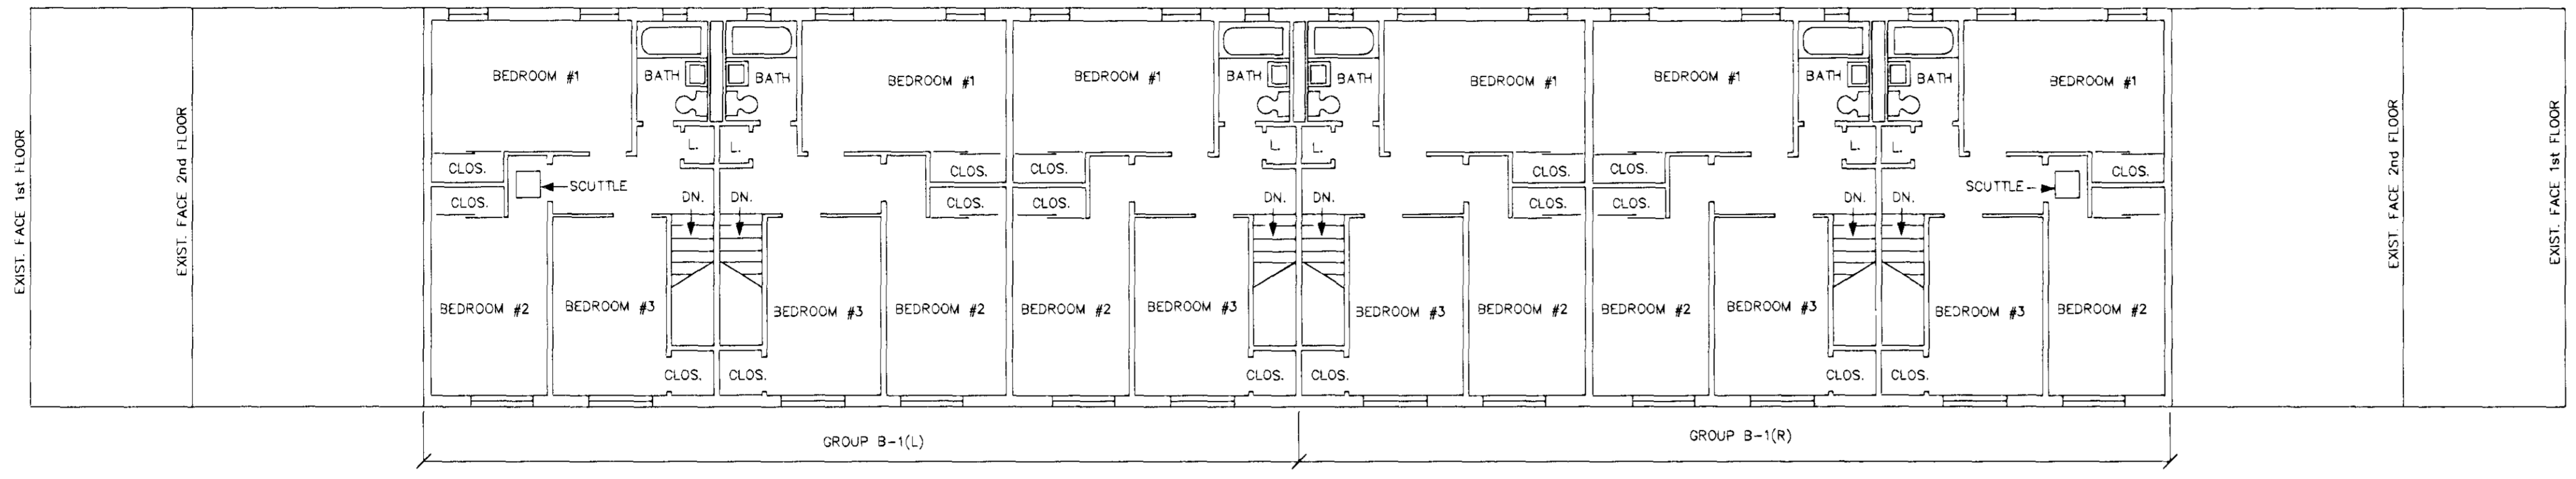 BEDROOM #1
BATH
BATH
BEDROOM #1
BEDROOM #1
BATH
BATH
BEDROOM #1
BEDROOM #1
BATH
BATH
BEDROOM #1
EXIST. FACE 1st FLOOR
EXIST. FACE 2nd FLOOR
EXIST. FACE 2nd FLOOR
EXIST. FACE 1st FLOOR
L.
L.
L.
L.
L.
L.
CLOS.
CLOS.
CLOS.
CLOS.
CLOS.
CLOS.
SCUTTLE
SCUTTLE
CLOS.
DN.
DN.
CLOS.
CLOS.
DN.
DN.
CLOS.
CLOS.
DN.
DN.
BEDROOM #2
BEDROOM #3
BEDROOM #3
BEDROOM #2
BEDROOM #2
BEDROOM #3
BEDROOM #3
BEDROOM #2
BEDROOM #2
BEDROOM #3
BEDROOM #3
BEDROOM #2
CLOS.
CLOS.
CLOS.
CLOS.
CLOS.
CLOS.
GROUP B-1(L)
GROUP B-1(R)